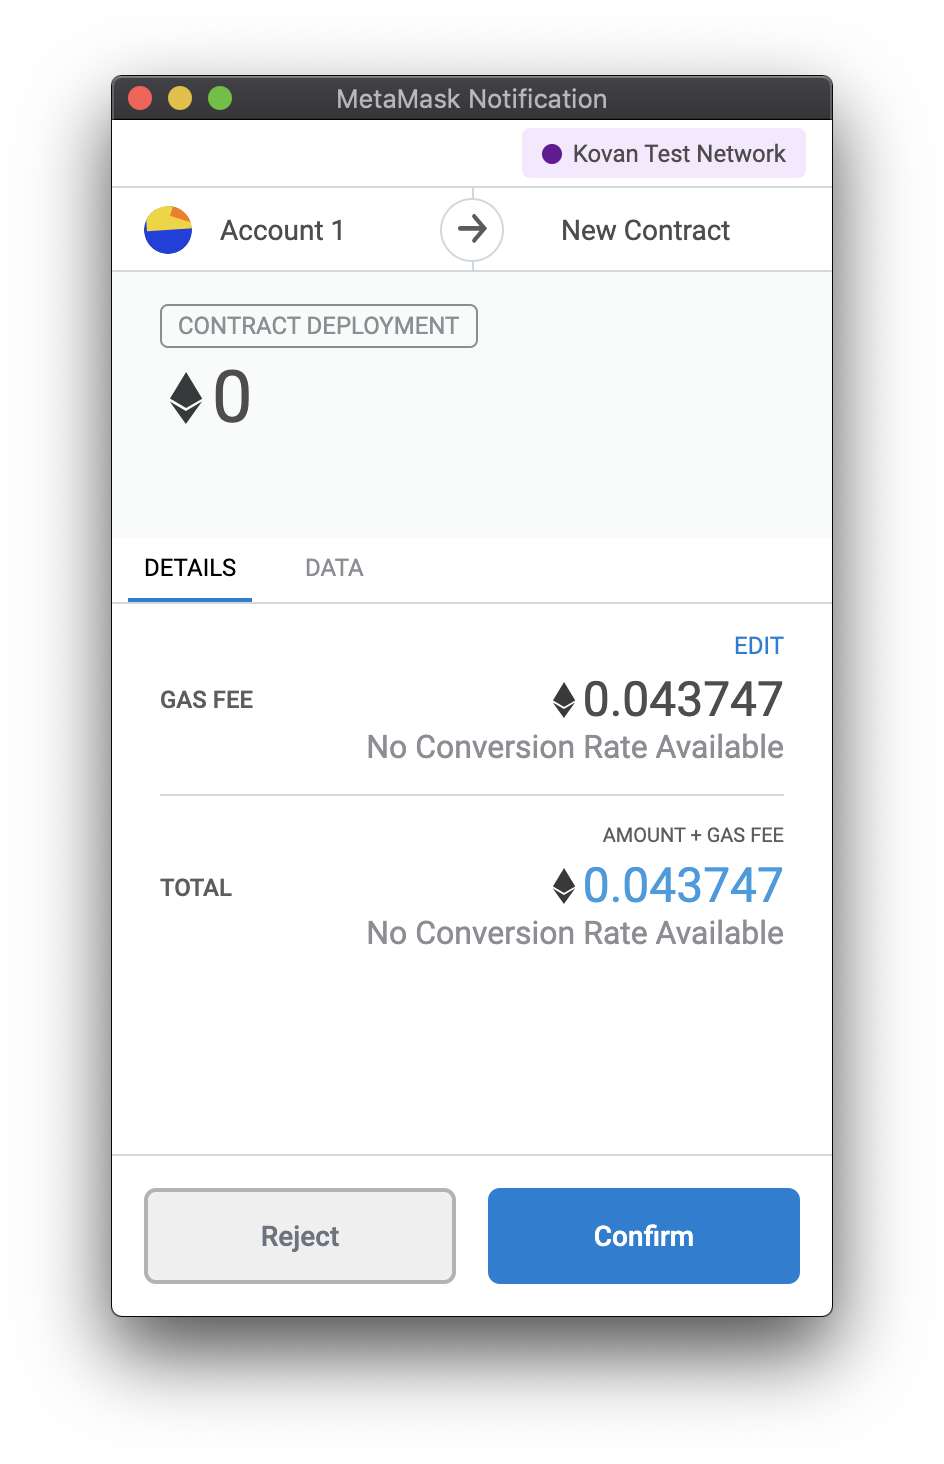 MetaMask Notification
Kovan Test Network
Account 1
New Contract
CONTRACT DEPLOYMENT
0
DETAILS
DATA
EDIT
GAS FEE
0.043747
No Conversion Rate Available
AMOUNT + GAS FEE
TOTAL
0.043747
No Conversion Rate Available
Reject
Confirm